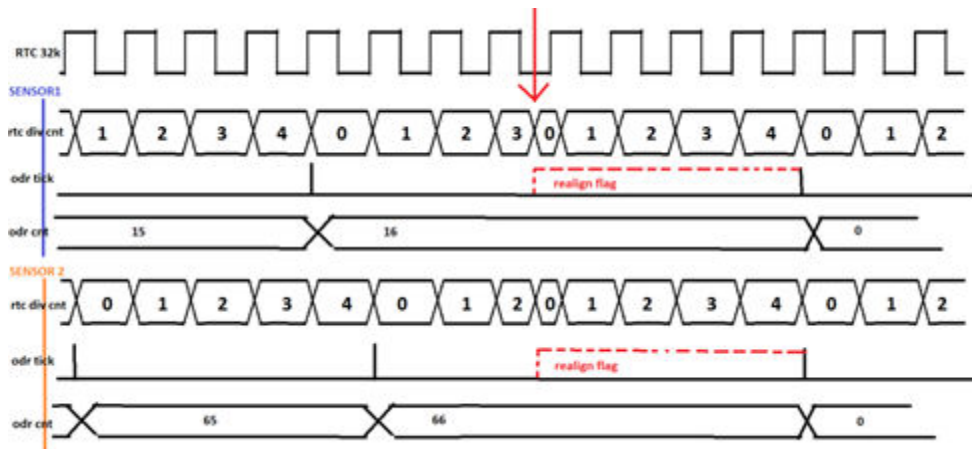 RTC 32k
SENSOR1
rtc div cnt 1 2 3 4 0 1 2 3 0 1 2 3 4 0 1 2
odr tick realign flag
odr cnt 15 16 0
SENSOR 2
rtc div cnt 0 1 2 3 4 0 1 2 0 1 2 3 4 0 1 2
odr tick realign flag
odr cnt 65 66 0